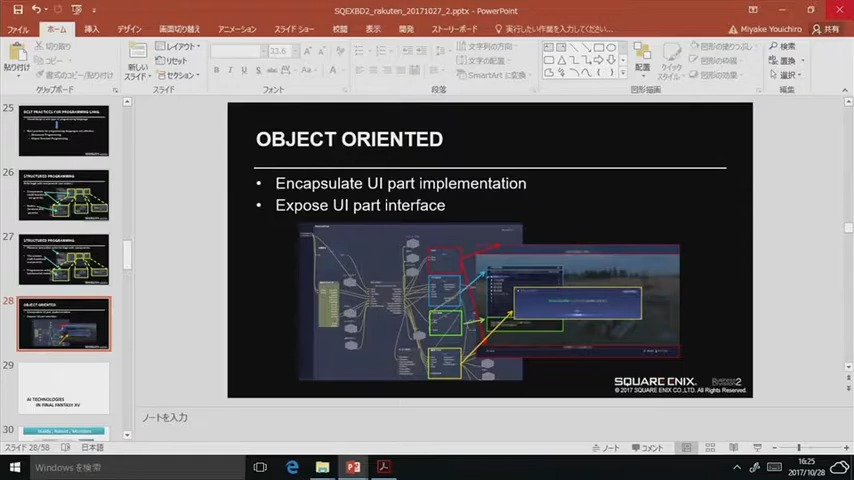 SQEXBD2_rakuten_20171027_2.pptx - PowerPoint
Miyake Youichiro
共有
ファイル
ホーム
挿入
デザイン
画面切り替え
アニメーション
スライド ショー
校閲
表示
ヘルプ
開発
ストーリーボード
実行したい作業を入力してください
貼り付け
切り取り
コピー
書式のコピー/貼り付け
クリップボード
新しい
スライド
レイアウト
リセット
セクション
スライド
33.6
フォント
文字列の方向
文字の配置
SmartArt に変換
段落
配置
クイック
スタイル
図形の塗りつぶし
図形の枠線
図形の効果
図形描画
検索
置換
選択
編集
25
BEST PRACTICES FOR PROGRAMMING LANG.
26
STRUCTURED PROGRAMMING
27
STRUCTURED PROGRAMMING
28
OBJECT ORIENTED
29
AI TECHNOLOGIES
IN FINAL FANTASY XV
30
OBJECT ORIENTED
• Encapsulate UI part implementation
• Expose UI part interface
SQUARE ENIX
© 2017 SQUARE ENIX CO.,LTD. All Rights Reserved.
ノートを入力
スライド 28/58
日本語
ノート
コメント
Windows を検索
16:25
2017/10/28